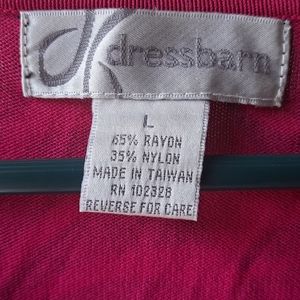 dressbarn
L
65% RAYON
35% NYLON
MADE IN TAIWAN
RN 102328
REVERSE FOR CARE